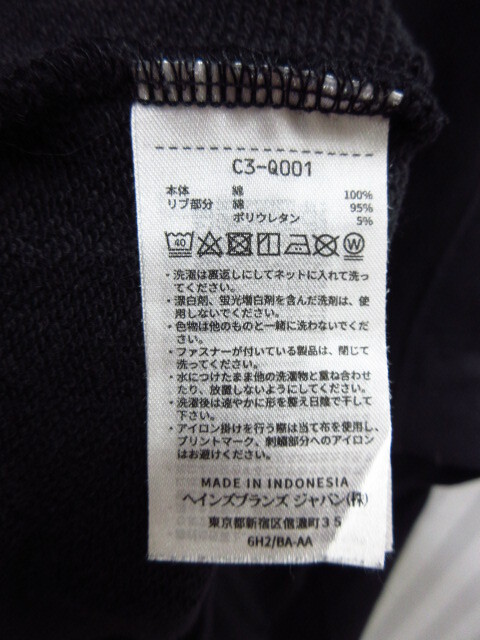 C3-Q001
本体 綿 100%
リブ部分 綿 95%
ポリウレタン 5%
40 W
・洗濯は裏返しにしてネットに入れて洗っ
てください。
・漂白剤、蛍光増白剤を含んだ洗剤は、使
用しないでください。
・色物は他のものと一緒に洗わないでくだ
さい。
・ファスナーが付いている製品は、閉じて
洗ってください。
・水につけたまま他の洗濯物と重ね合わせ
たり、放置しないようにしてください。
・洗濯後は速やかに形を整え日陰で干して
下さい。
・アイロン掛けを行う際は当て布を使用し、
プリントマーク、刺繍部分へのアイロン
はお避けください。
MADE IN INDONESIA
ヘインズブランズ ジャパン(株)
東京都新宿区信濃町３５
6H2/BA-AA